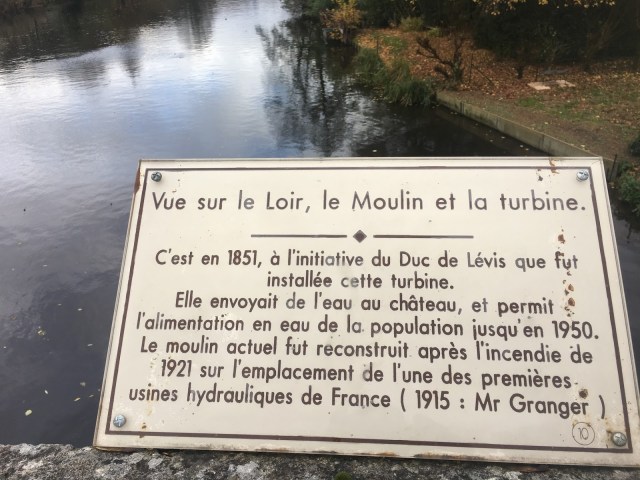 Vue sur le Loir, le Moulin et la turbine.
C'est en 1851, à l'initiative du Duc de Lévis que fut
installée cette turbine.
Elle envoyait de l'eau au château, et permit
l'alimentation en eau de la population jusqu'en 1950.
Le moulin actuel fut reconstruit après l'incendie de
1921 sur l'emplacement de l'une des premières
usines hydrauliques de France ( 1915 : Mr Granger )
10